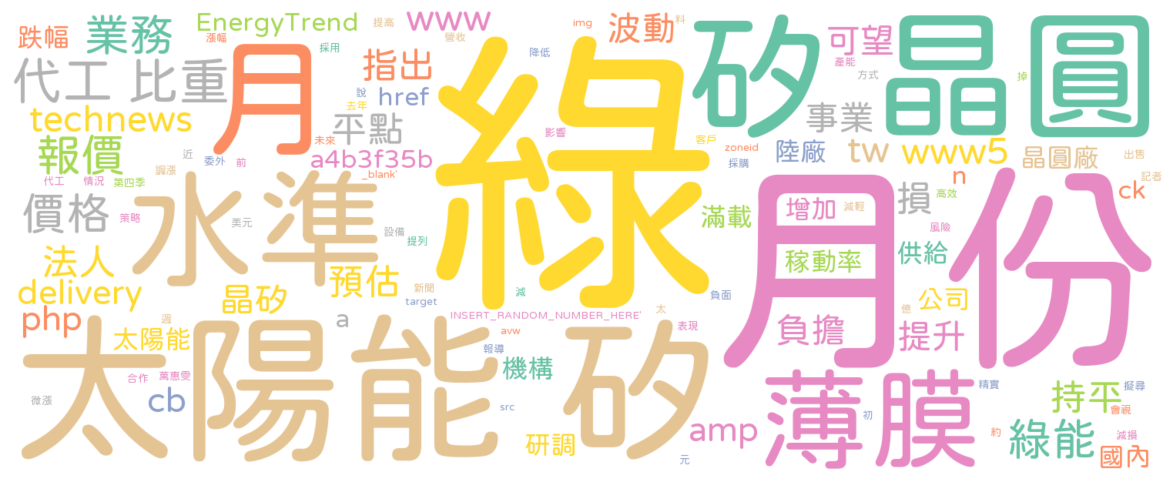 跌幅 業務 EnergyTrend 提高 www 營收 img 波動 料 矽晶圓
漲幅 採用 降低 可望 產能
代工 比重 月 指出 綠 方式 掉
technews 說 href 去年 事業
報價 未來 平點 影響 客戶 陸廠 tw www5 晶圓廠 出售
近 委外 前 a4b3f35b zoneid 採購
代工 情況 第四季 調漲 _blank' n 高效 ck 記者
價格 策略 水準 美元 設備 提列 滿載 月份 增加 減輕 損 風險
法人 預估 新聞 稼動率 供給
delivery 晶矽 target 減 負面 億 公司
php 週 a INSERT_RANDOM_NUMBER_HERE' 太 負擔 提升
太陽能 太陽能矽 avw 表現
合作 萬惠雯 報導 機構 薄膜 精實 擬尋
微漲 cb src 初 持平 會視
研調 amp 約 綠能 減損
元 國內